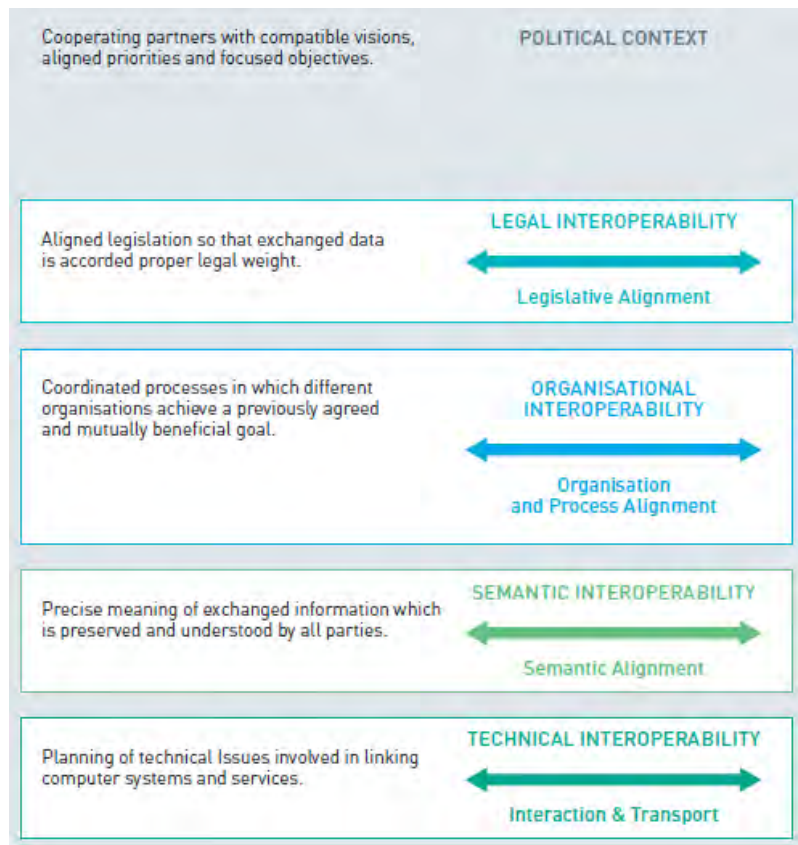 Cooperating partners with compatible visions,
aligned priorities and focused objectives.
POLITICAL CONTEXT
Aligned legislation so that exchanged data
is accorded proper legal weight.
LEGAL INTEROPERABILITY
Legislative Alignment
Coordinated processes in which different
organisations achieve a previously agreed
and mutually beneficial goal.
ORGANISATIONAL
INTEROPERABILITY
Organisation
and Process Alignment
Precise meaning of exchanged information which
is preserved and understood by all parties.
SEMANTIC INTEROPERABILITY
Semantic Alignment
Planning of technical Issues involved in linking
computer systems and services.
TECHNICAL INTEROPERABILITY
Interaction & Transport